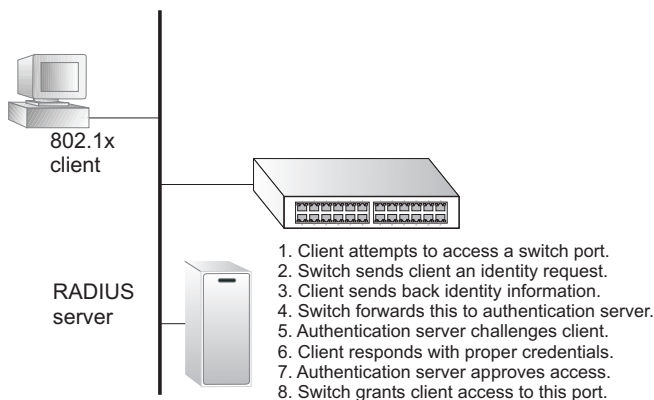 802.1x
client
RADIUS
server
1. Client attempts to access a switch port.
2. Switch sends client an identity request.
3. Client sends back identity information.
4. Switch forwards this to authentication server.
5. Authentication server challenges client.
6. Client responds with proper credentials.
7. Authentication server approves access.
8. Switch grants client access to this port.